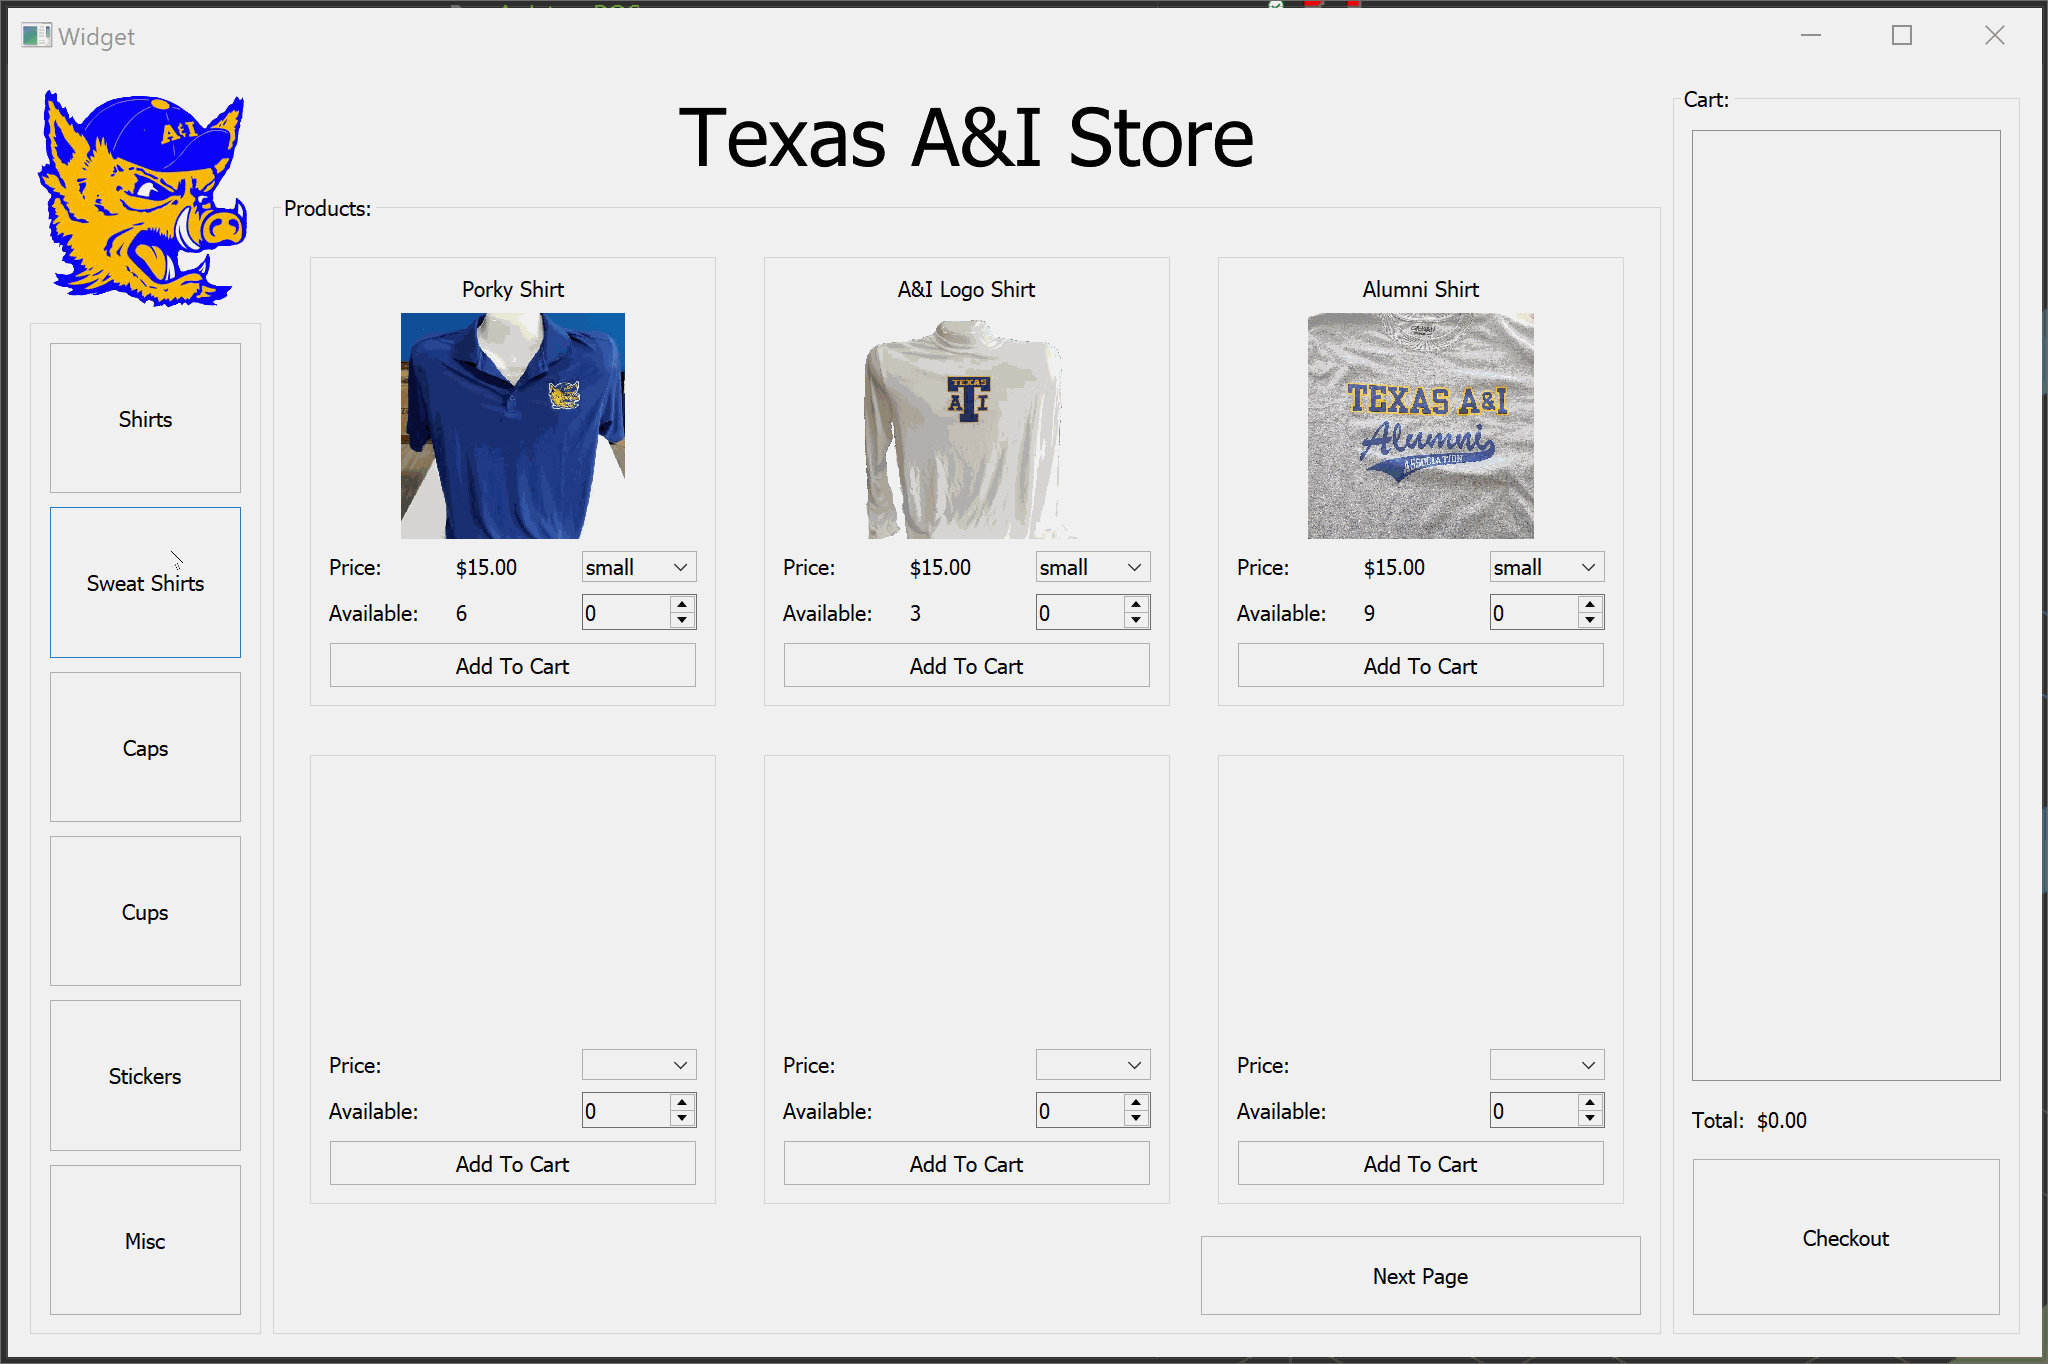 Widget
A&I
Texas A&I Store
Cart:
Products:
Porky Shirt
A&I Logo Shirt
TEXAS
A I
Alumni Shirt
TEXAS A&I
Alumni
ASSOCIATION
Price: $15.00 small
Available: 6 0
Add To Cart
Price: $15.00 small
Available: 3 0
Add To Cart
Price: $15.00 small
Available: 9 0
Add To Cart
Shirts
Sweat Shirts
Caps
Cups
Stickers
Misc
Price:
Available: 0
Add To Cart
Price:
Available: 0
Add To Cart
Price:
Available: 0
Add To Cart
Next Page
Total: $0.00
Checkout